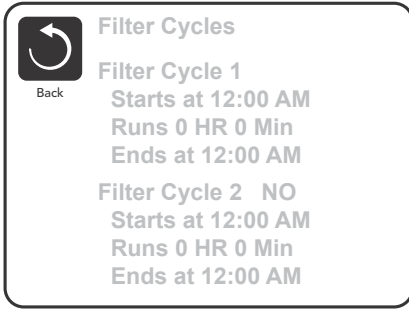 Filter Cycles
Back
Filter Cycle 1
Starts at 12:00 AM
Runs 0 HR 0 Min
Ends at 12:00 AM
Filter Cycle 2 NO
Starts at 12:00 AM
Runs 0 HR 0 Min
Ends at 12:00 AM